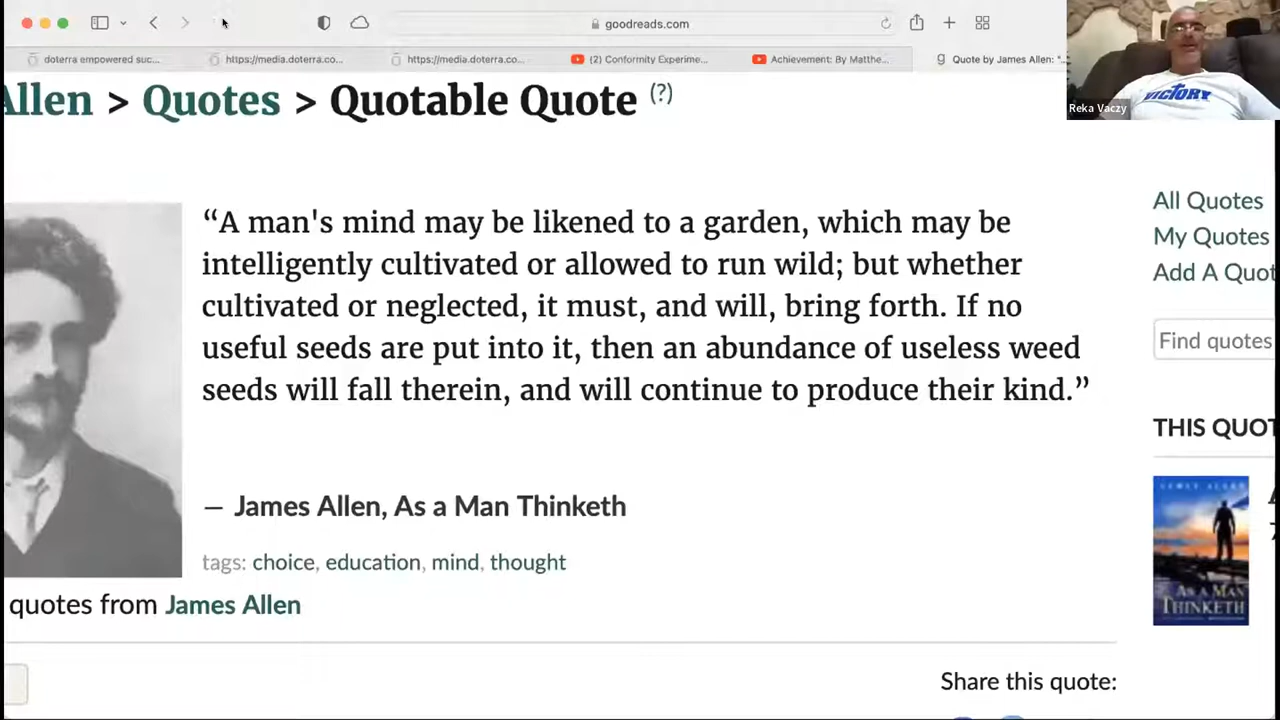 goodreads.com
doterra empowered suc...
https://media.doterra.co...
https://media.doterra.co...
(2) Conformity Experime...
Achievement: By Matthe...
Quote by James Allen: "...
VICTORY
Reka Vaczy
Allen > Quotes > Quotable Quote (?)
“A man's mind may be likened to a garden, which may be
intelligently cultivated or allowed to run wild; but whether
cultivated or neglected, it must, and will, bring forth. If no
useful seeds are put into it, then an abundance of useless weed
seeds will fall therein, and will continue to produce their kind.”
— James Allen, As a Man Thinketh
tags: choice, education, mind, thought
quotes from James Allen
Share this quote:
All Quotes
My Quotes
Add A Quot
Find quotes
THIS QUOT
JAMES ALLEN
AS A MAN
THINKETH